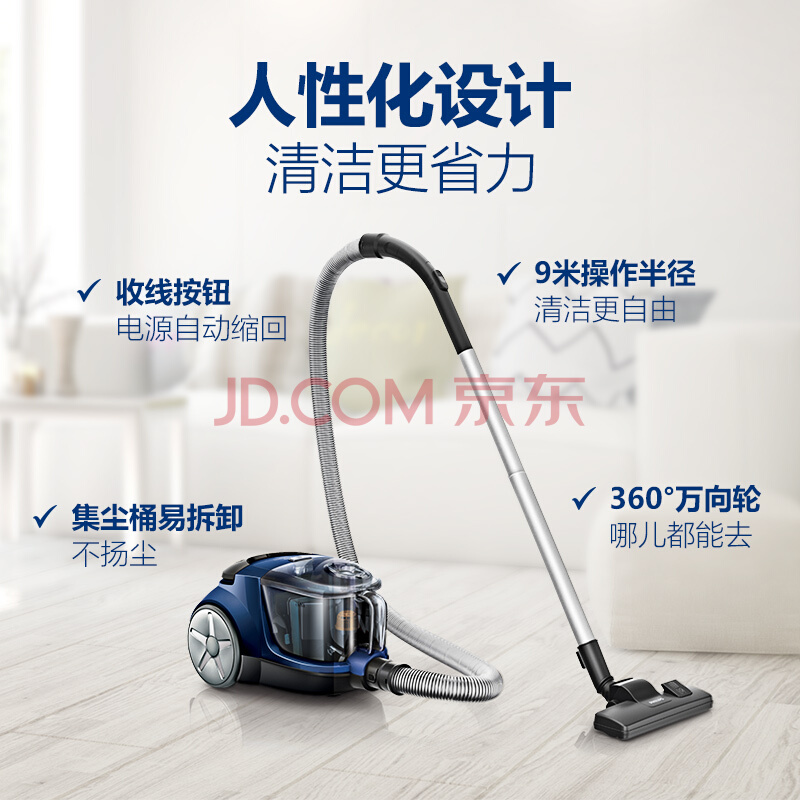 人性化设计
清洁更省力
收线按钮
电源自动缩回
9米操作半径
清洁更自由
JD.COM 京东
集尘桶易拆卸
不扬尘
360°万向轮
哪儿都能去